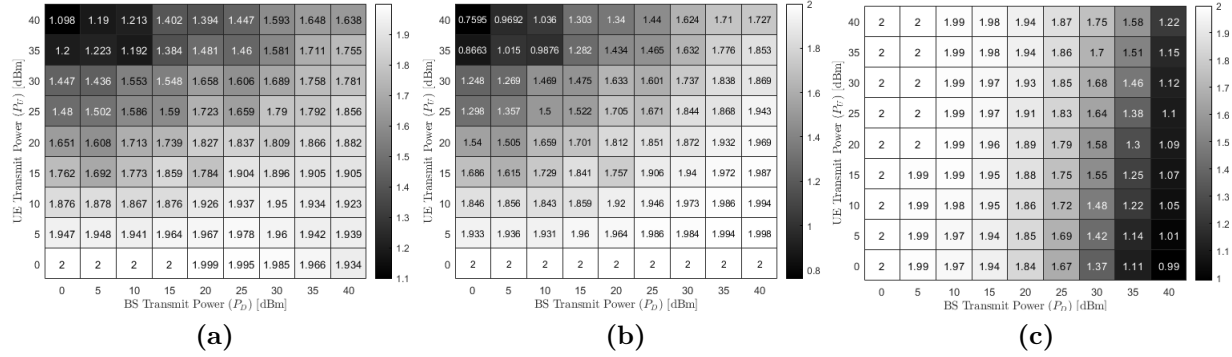 40 1.098 1.19 1.213 1.402 1.394 1.447 1.593 1.648 1.638
35 1.2 1.223 1.192 1.384 1.481 1.46 1.581 1.711 1.755
30 1.447 1.436 1.553 1.548 1.658 1.606 1.689 1.758 1.781
25 1.48 1.502 1.586 1.59 1.723 1.659 1.79 1.792 1.856
20 1.651 1.608 1.713 1.739 1.827 1.837 1.809 1.866 1.882
15 1.762 1.692 1.773 1.859 1.784 1.904 1.896 1.905 1.905
10 1.876 1.878 1.867 1.876 1.926 1.937 1.95 1.934 1.923
5 1.947 1.948 1.941 1.964 1.967 1.978 1.96 1.942 1.939
0 2 2 2 2 1.999 1.995 1.985 1.966 1.934
0 5 10 15 20 25 30 35 40
UE Transmit Power (P_U) [dBm]
BS Transmit Power (P_D) [dBm]
1.9
1.8
1.7
1.6
1.5
1.4
1.3
1.2
1.1
(a)
40 0.7595 0.9692 1.036 1.303 1.34 1.44 1.624 1.71 1.727
35 0.8663 1.015 0.9876 1.282 1.434 1.465 1.632 1.776 1.853
30 1.248 1.269 1.469 1.475 1.633 1.601 1.737 1.838 1.869
25 1.298 1.357 1.5 1.522 1.705 1.671 1.844 1.868 1.943
20 1.54 1.505 1.659 1.701 1.812 1.851 1.872 1.932 1.969
15 1.686 1.615 1.729 1.841 1.757 1.906 1.94 1.972 1.987
10 1.846 1.856 1.843 1.859 1.92 1.946 1.973 1.986 1.994
5 1.933 1.936 1.931 1.96 1.964 1.986 1.984 1.994 1.998
0 2 2 2 2 2 2 2 2 2
0 5 10 15 20 25 30 35 40
UE Transmit Power (P_U) [dBm]
BS Transmit Power (P_D) [dBm]
2
1.8
1.6
1.4
1.2
1
0.8
(b)
40 2 2 1.99 1.98 1.94 1.87 1.75 1.58 1.22
35 2 2 1.99 1.98 1.94 1.86 1.7 1.51 1.15
30 2 2 1.99 1.97 1.93 1.85 1.68 1.46 1.12
25 2 2 1.99 1.97 1.91 1.83 1.64 1.38 1.1
20 2 2 1.99 1.96 1.89 1.79 1.58 1.3 1.09
15 2 1.99 1.99 1.95 1.88 1.75 1.55 1.26 1.07
10 2 1.99 1.98 1.95 1.86 1.72 1.48 1.22 1.05
5 2 1.99 1.97 1.94 1.85 1.69 1.42 1.14 1.01
0 2 1.99 1.97 1.94 1.84 1.67 1.37 1.11 0.99
0 5 10 15 20 25 30 35 40
UE Transmit Power (P_U) [dBm]
BS Transmit Power (P_D) [dBm]
2
1.9
1.8
1.7
1.6
1.5
1.4
1.3
1.2
1.1
1
(c)